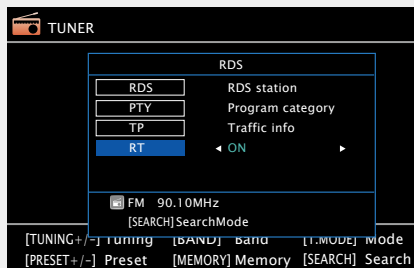 TUNER
RDS
RDS RDS station
PTY Program category
TP Traffic info
RT ON
FM 90.10MHz
[SEARCH] SearchMode
[TUNING+/-] Tuning [BAND] Band [T.MODE] Mode
[PRESET+/-] Preset [MEMORY] Memory [SEARCH] Search